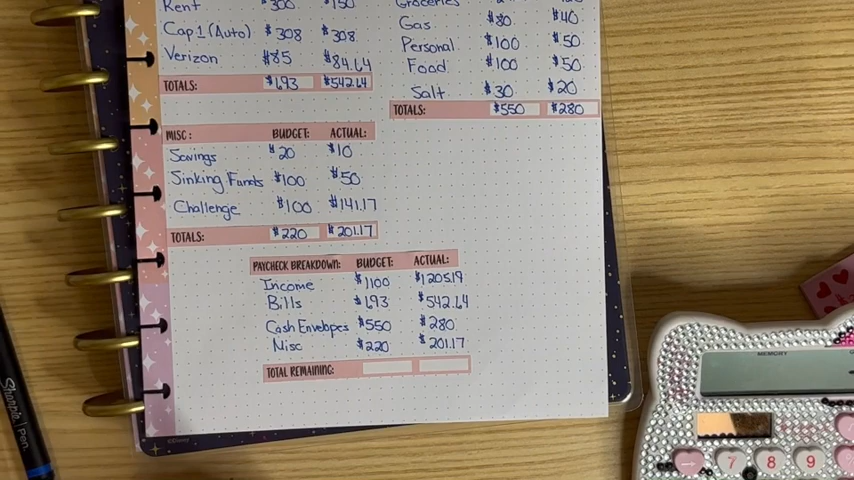 Rent $300 $150
Cap 1 (Auto) $308 $308
Verizon $85 $84.64
TOTALS: $693 $542.64
Groceries
Gas $80 $40
Personal $100 $50
Food $100 $50
Salt $30 $20
TOTALS: $550 $280
MISC: BUDGET: ACTUAL:
Savings $20 $10
Sinking Funds $100 $50
Challenge $100 $141.17
TOTALS: $220 $201.17
PAYCHECK BREAKDOWN: BUDGET: ACTUAL:
Income $1100 $1205.19
Bills $693 $542.64
Cash Envelopes $550 $280
Misc $220 $201.17
TOTAL REMAINING:
©Disney
Sharpie Pen.
MEMORY
7 8 9